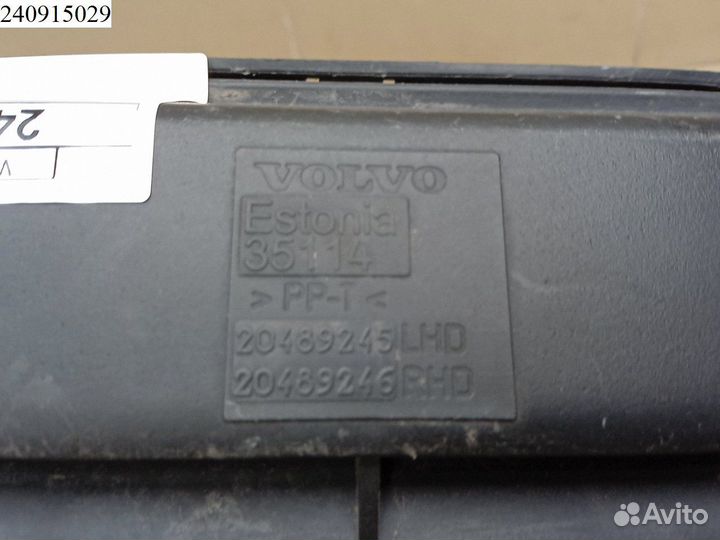 240915029
24
V
VOLVO
Estonia
35114
> PP-T <
20489245 LHD
20489246 RHD
Avito